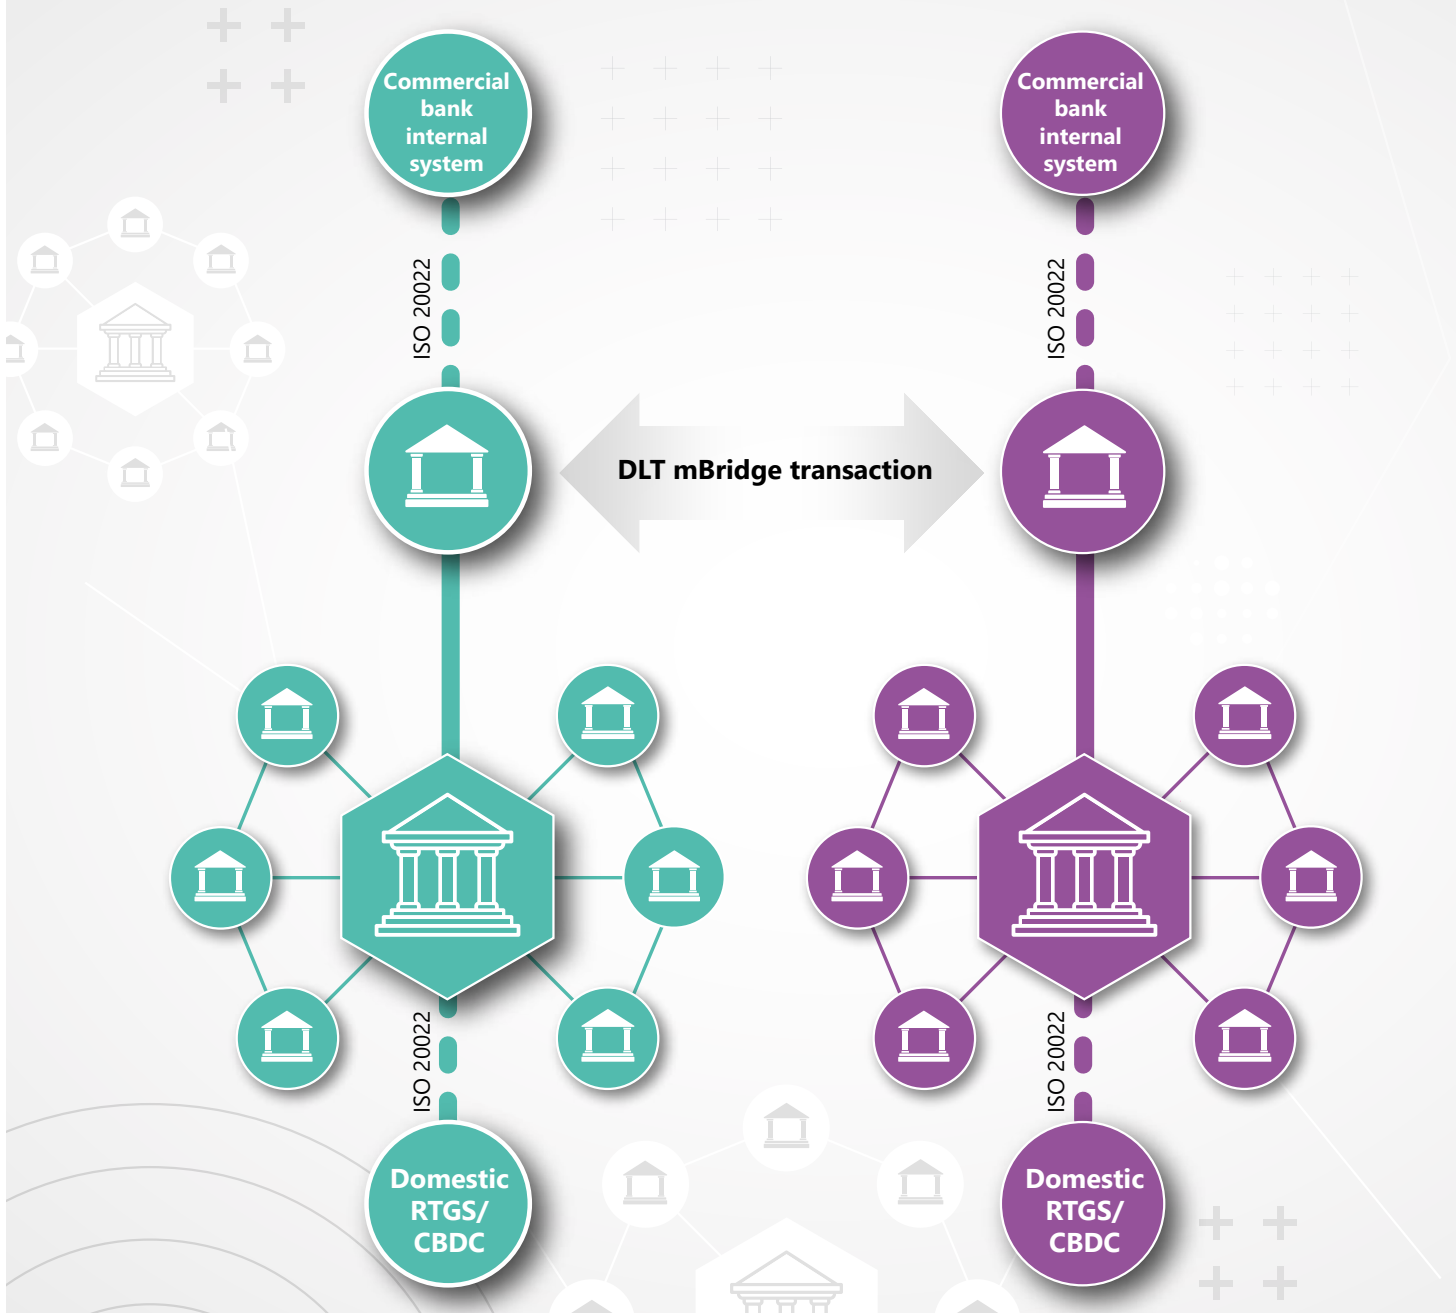 Commercial
bank
internal
system
Commercial
bank
internal
system
ISO 20022
ISO 20022
DLT mBridge transaction
ISO 20022
ISO 20022
Domestic
RTGS/
CBDC
Domestic
RTGS/
CBDC